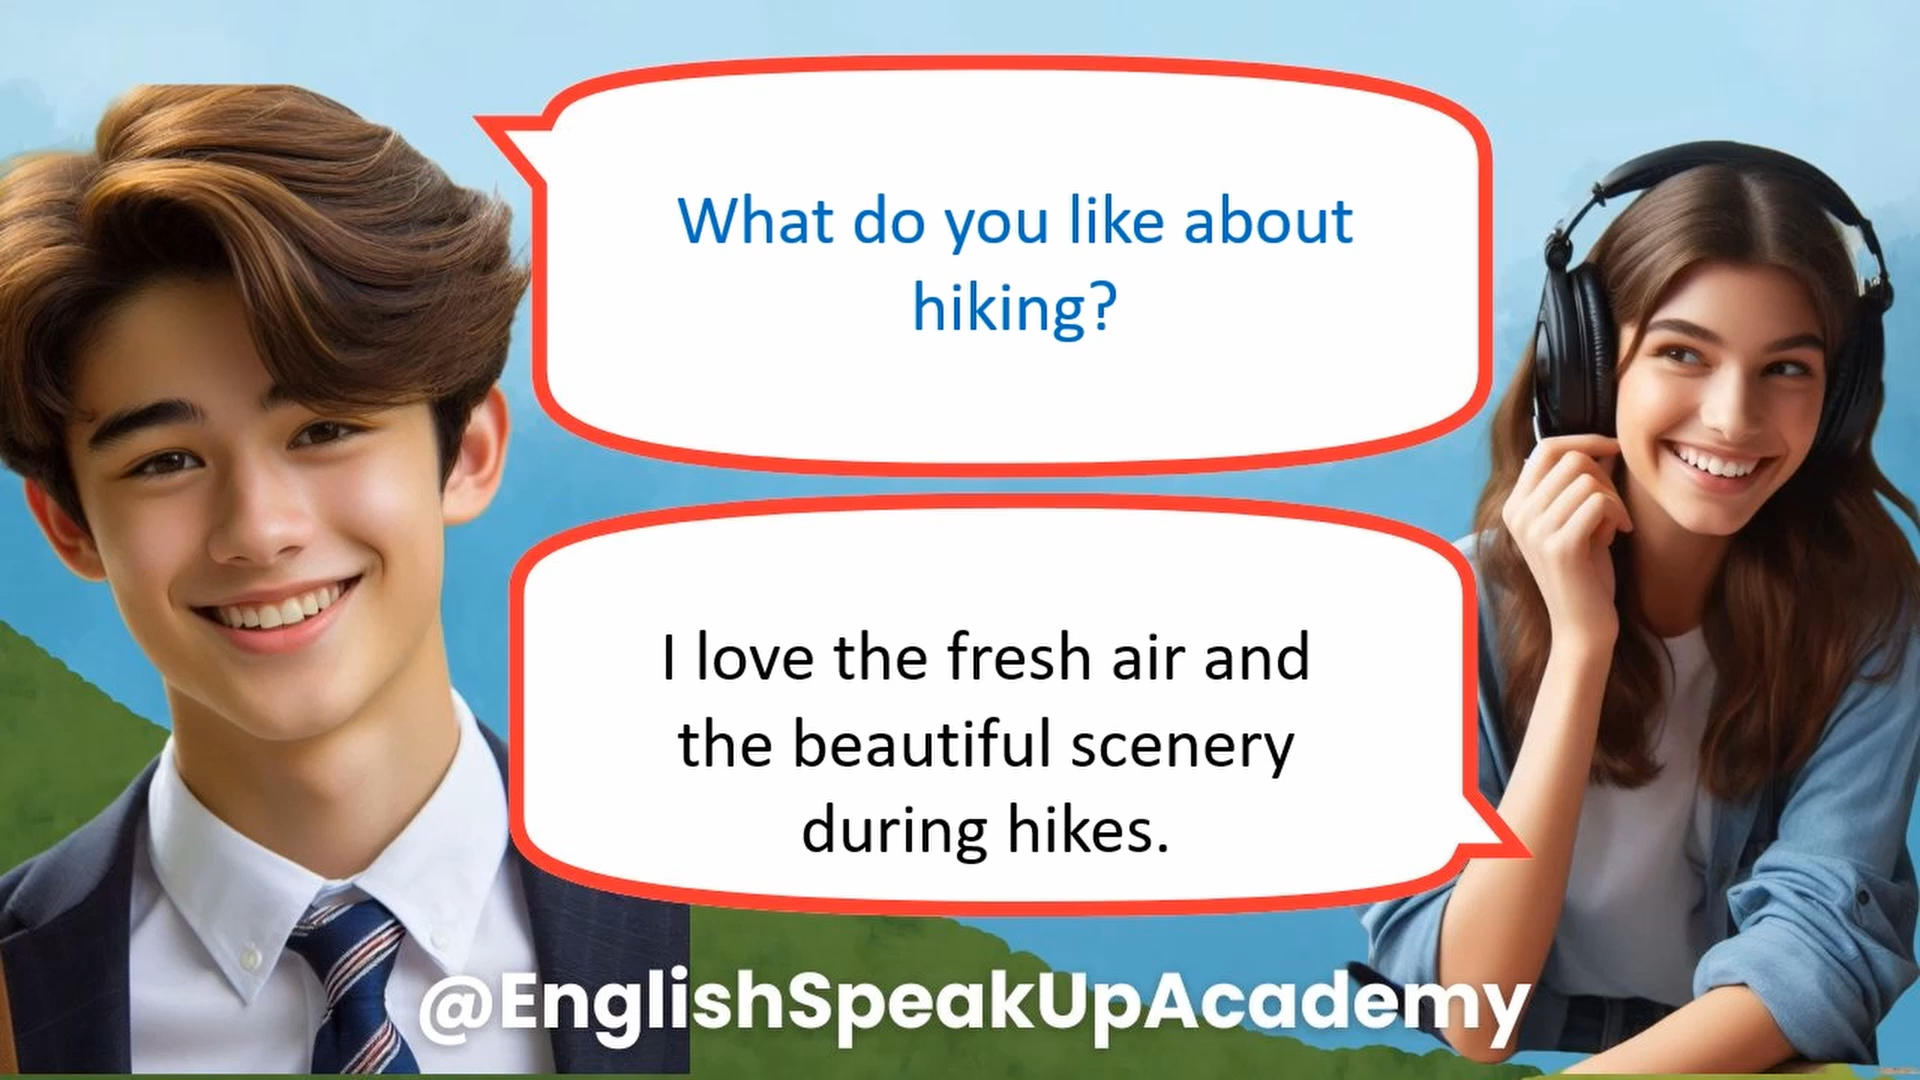 What do you like about
hiking?
I love the fresh air and
the beautiful scenery
during hikes.
@EnglishSpeakUpAcademy